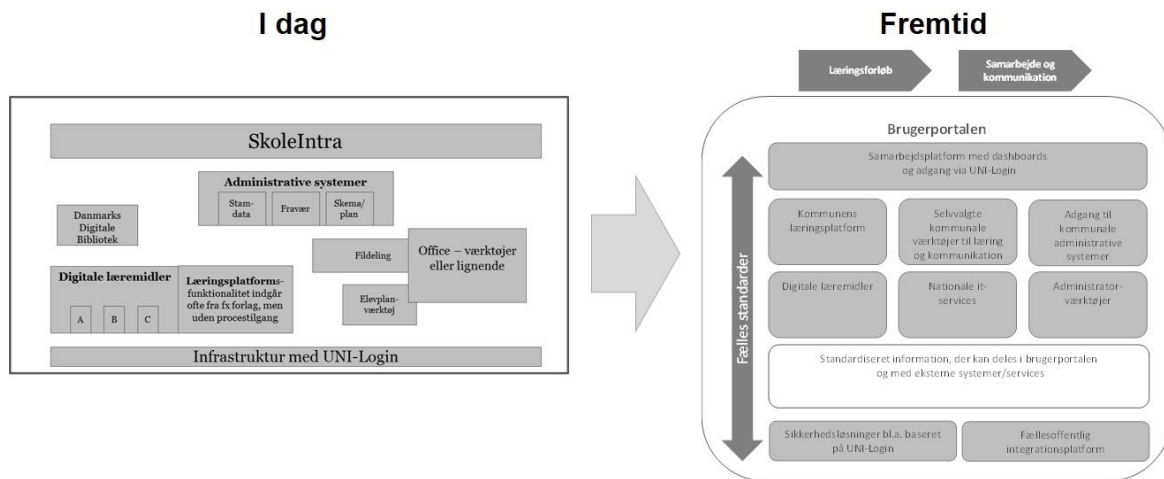 I dag
SkoleIntra
Administrative systemer
Stam-
data
Fravær
Skema/
plan
Danmarks
Digitale
Bibliotek
Fildeling
Office – værktøjer
eller lignende
Digitale læremidler
A
B
C
Læringsplatforms-
funktionalitet indgår
ofte fra fx forlag, men
uden procestilgang
Elevplan-
værktøj
Infrastruktur med UNI-Login
Fremtid
Læringsforløb
Samarbejde og
kommunikation
Brugerportalen
Fælles standarder
Samarbejdsplatform med dashboards
og adgang via UNI-Login
Kommunens
læringsplatform
Selvvalgte
kommunale
værktøjer til læring
og kommunikation
Adgang til
kommunale
administrative
systemer
Digitale læremidler
Nationale it-
services
Administrator-
værktøjer
Standardiseret information, der kan deles i brugerportalen
og med eksterne systemer/services
Sikkerhedsløsninger bl.a. baseret
på UNI-Login
Fællesoffentlig
integrationsplatform